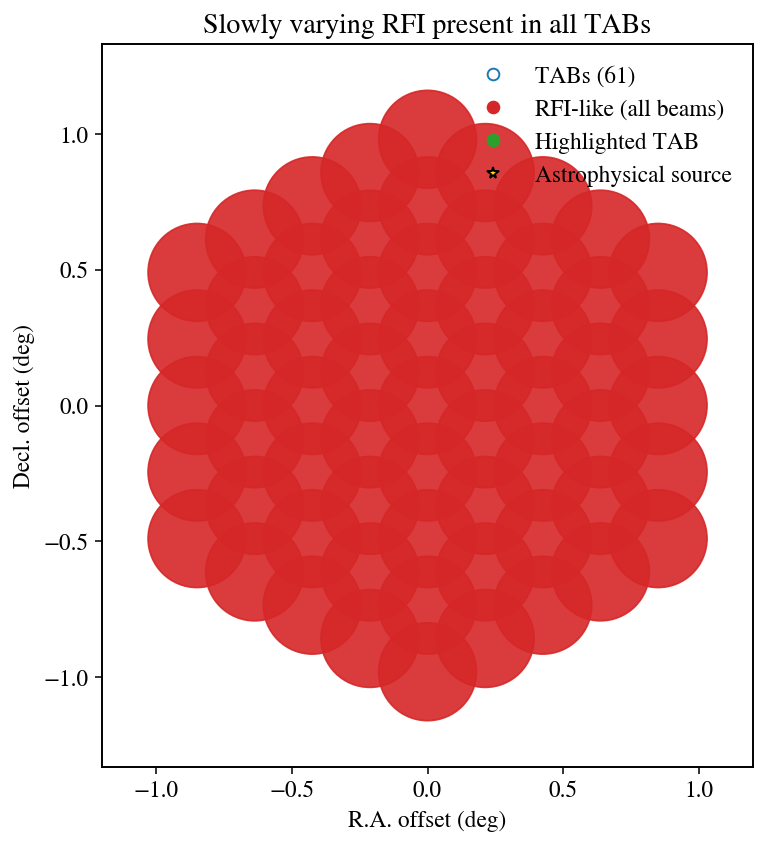 Slowly varying RFI present in all TABs
TABs (61)
RFI-like (all beams)
Highlighted TAB
Astrophysical source
1.0
0.5
0.0
−0.5
−1.0
Decl. offset (deg)
−1.0 −0.5 0.0 0.5 1.0
R.A. offset (deg)